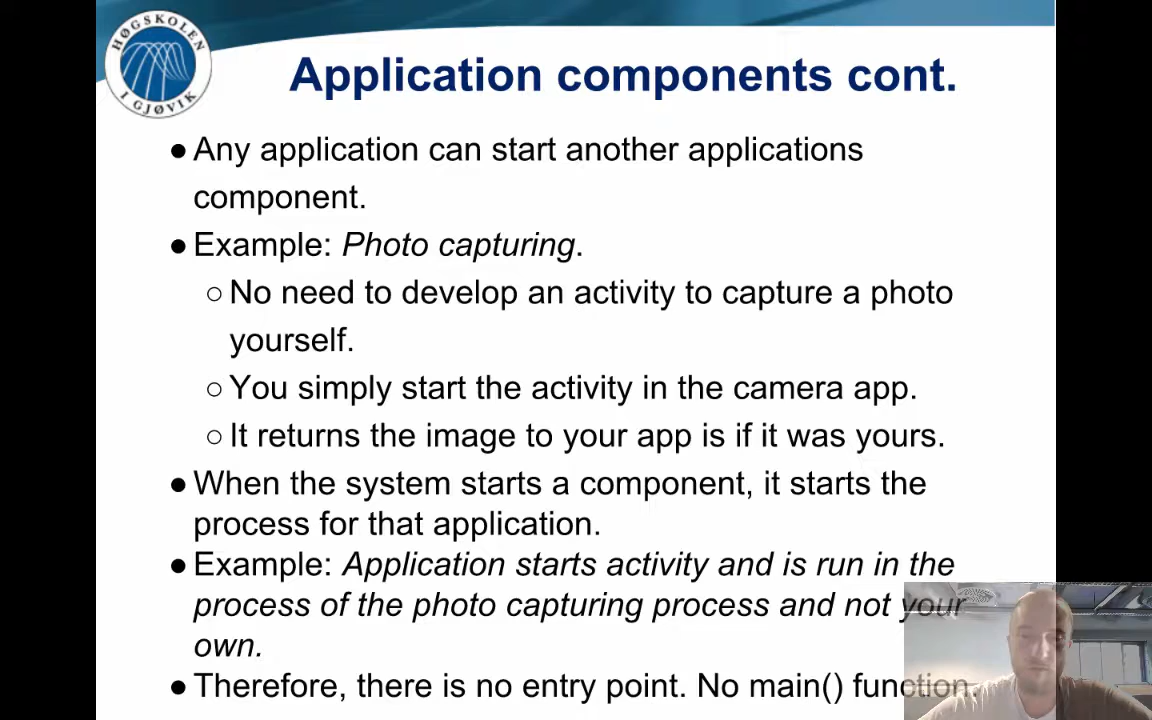 HØGSKOLEN
I GJØVIK
Application components cont.
● Any application can start another applications
component.
● Example: Photo capturing.
○ No need to develop an activity to capture a photo
yourself.
○ You simply start the activity in the camera app.
○ It returns the image to your app is if it was yours.
● When the system starts a component, it starts the
process for that application.
● Example: Application starts activity and is run in the
process of the photo capturing process and not your
own.
● Therefore, there is no entry point. No main() function.